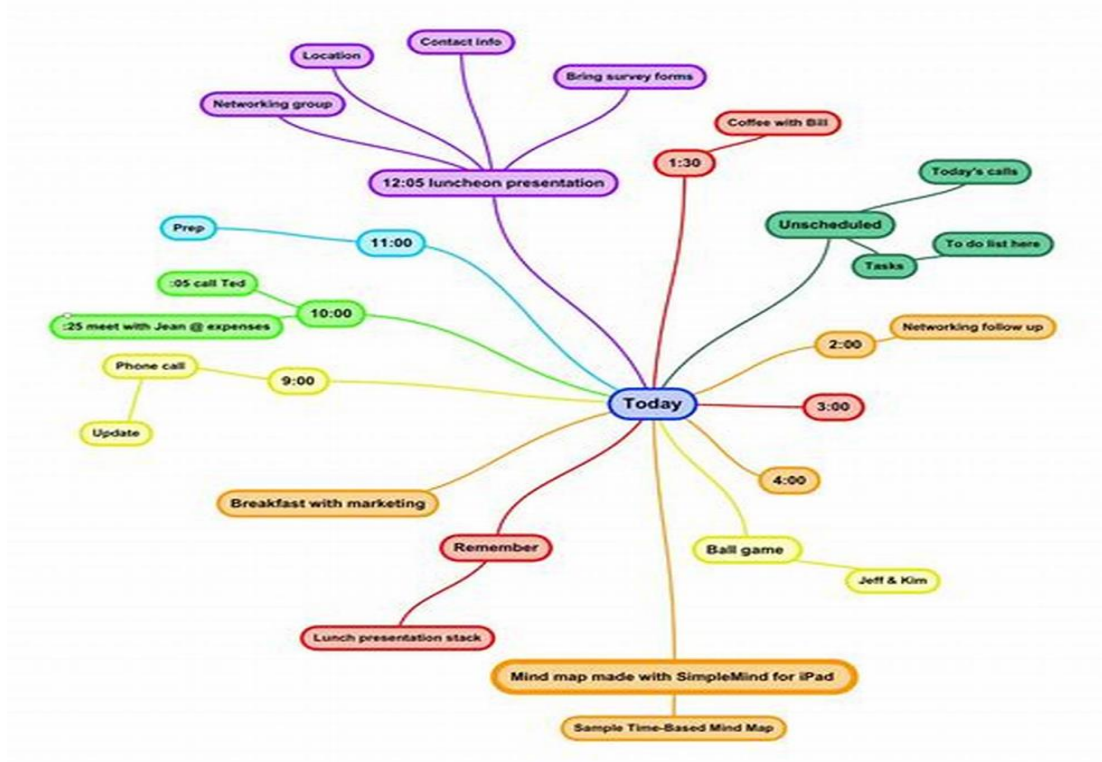 Contact info
Location
Bring survey forms
Networking group
12:05 luncheon presentation
Coffee with Bill
1:30
Today's calls
Unscheduled
To do list here
Tasks
Prep
11:00
:05 call Ted
10:00
:25 meet with Jean @ expenses
Networking follow up
2:00
Phone call
9:00
Update
Today
3:00
4:00
Breakfast with marketing
Remember
Lunch presentation stack
Ball game
Jeff & Kim
Mind map made with SimpleMind for iPad
Sample Time-Based Mind Map